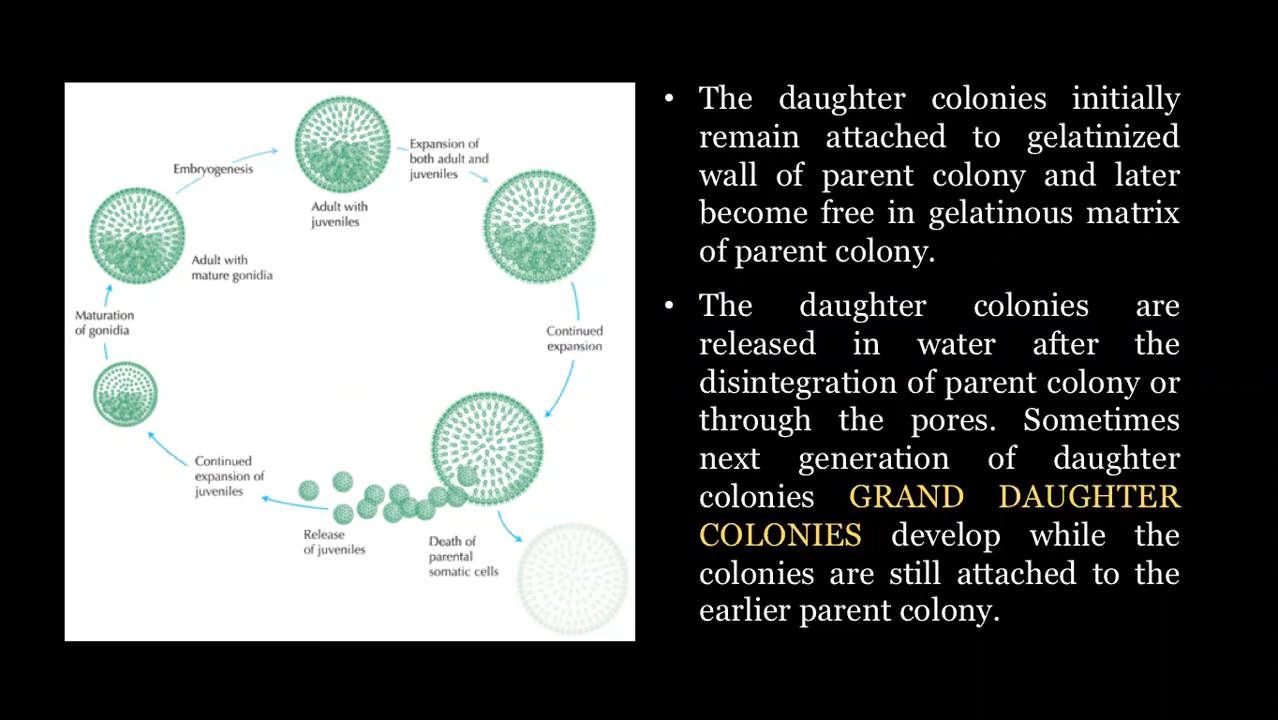 Embryogenesis
Expansion of
both adult and
juveniles
Adult with
juveniles
Adult with
mature gonidia
Maturation
of gonidia
Continued
expansion
Continued
expansion of
juveniles
Release
of juveniles
Death of
parental
somatic cells
• The daughter colonies initially
remain attached to gelatinized
wall of parent colony and later
become free in gelatinous matrix
of parent colony.
• The daughter colonies are
released in water after the
disintegration of parent colony or
through the pores. Sometimes
next generation of daughter
colonies GRAND DAUGHTER
COLONIES develop while the
colonies are still attached to the
earlier parent colony.